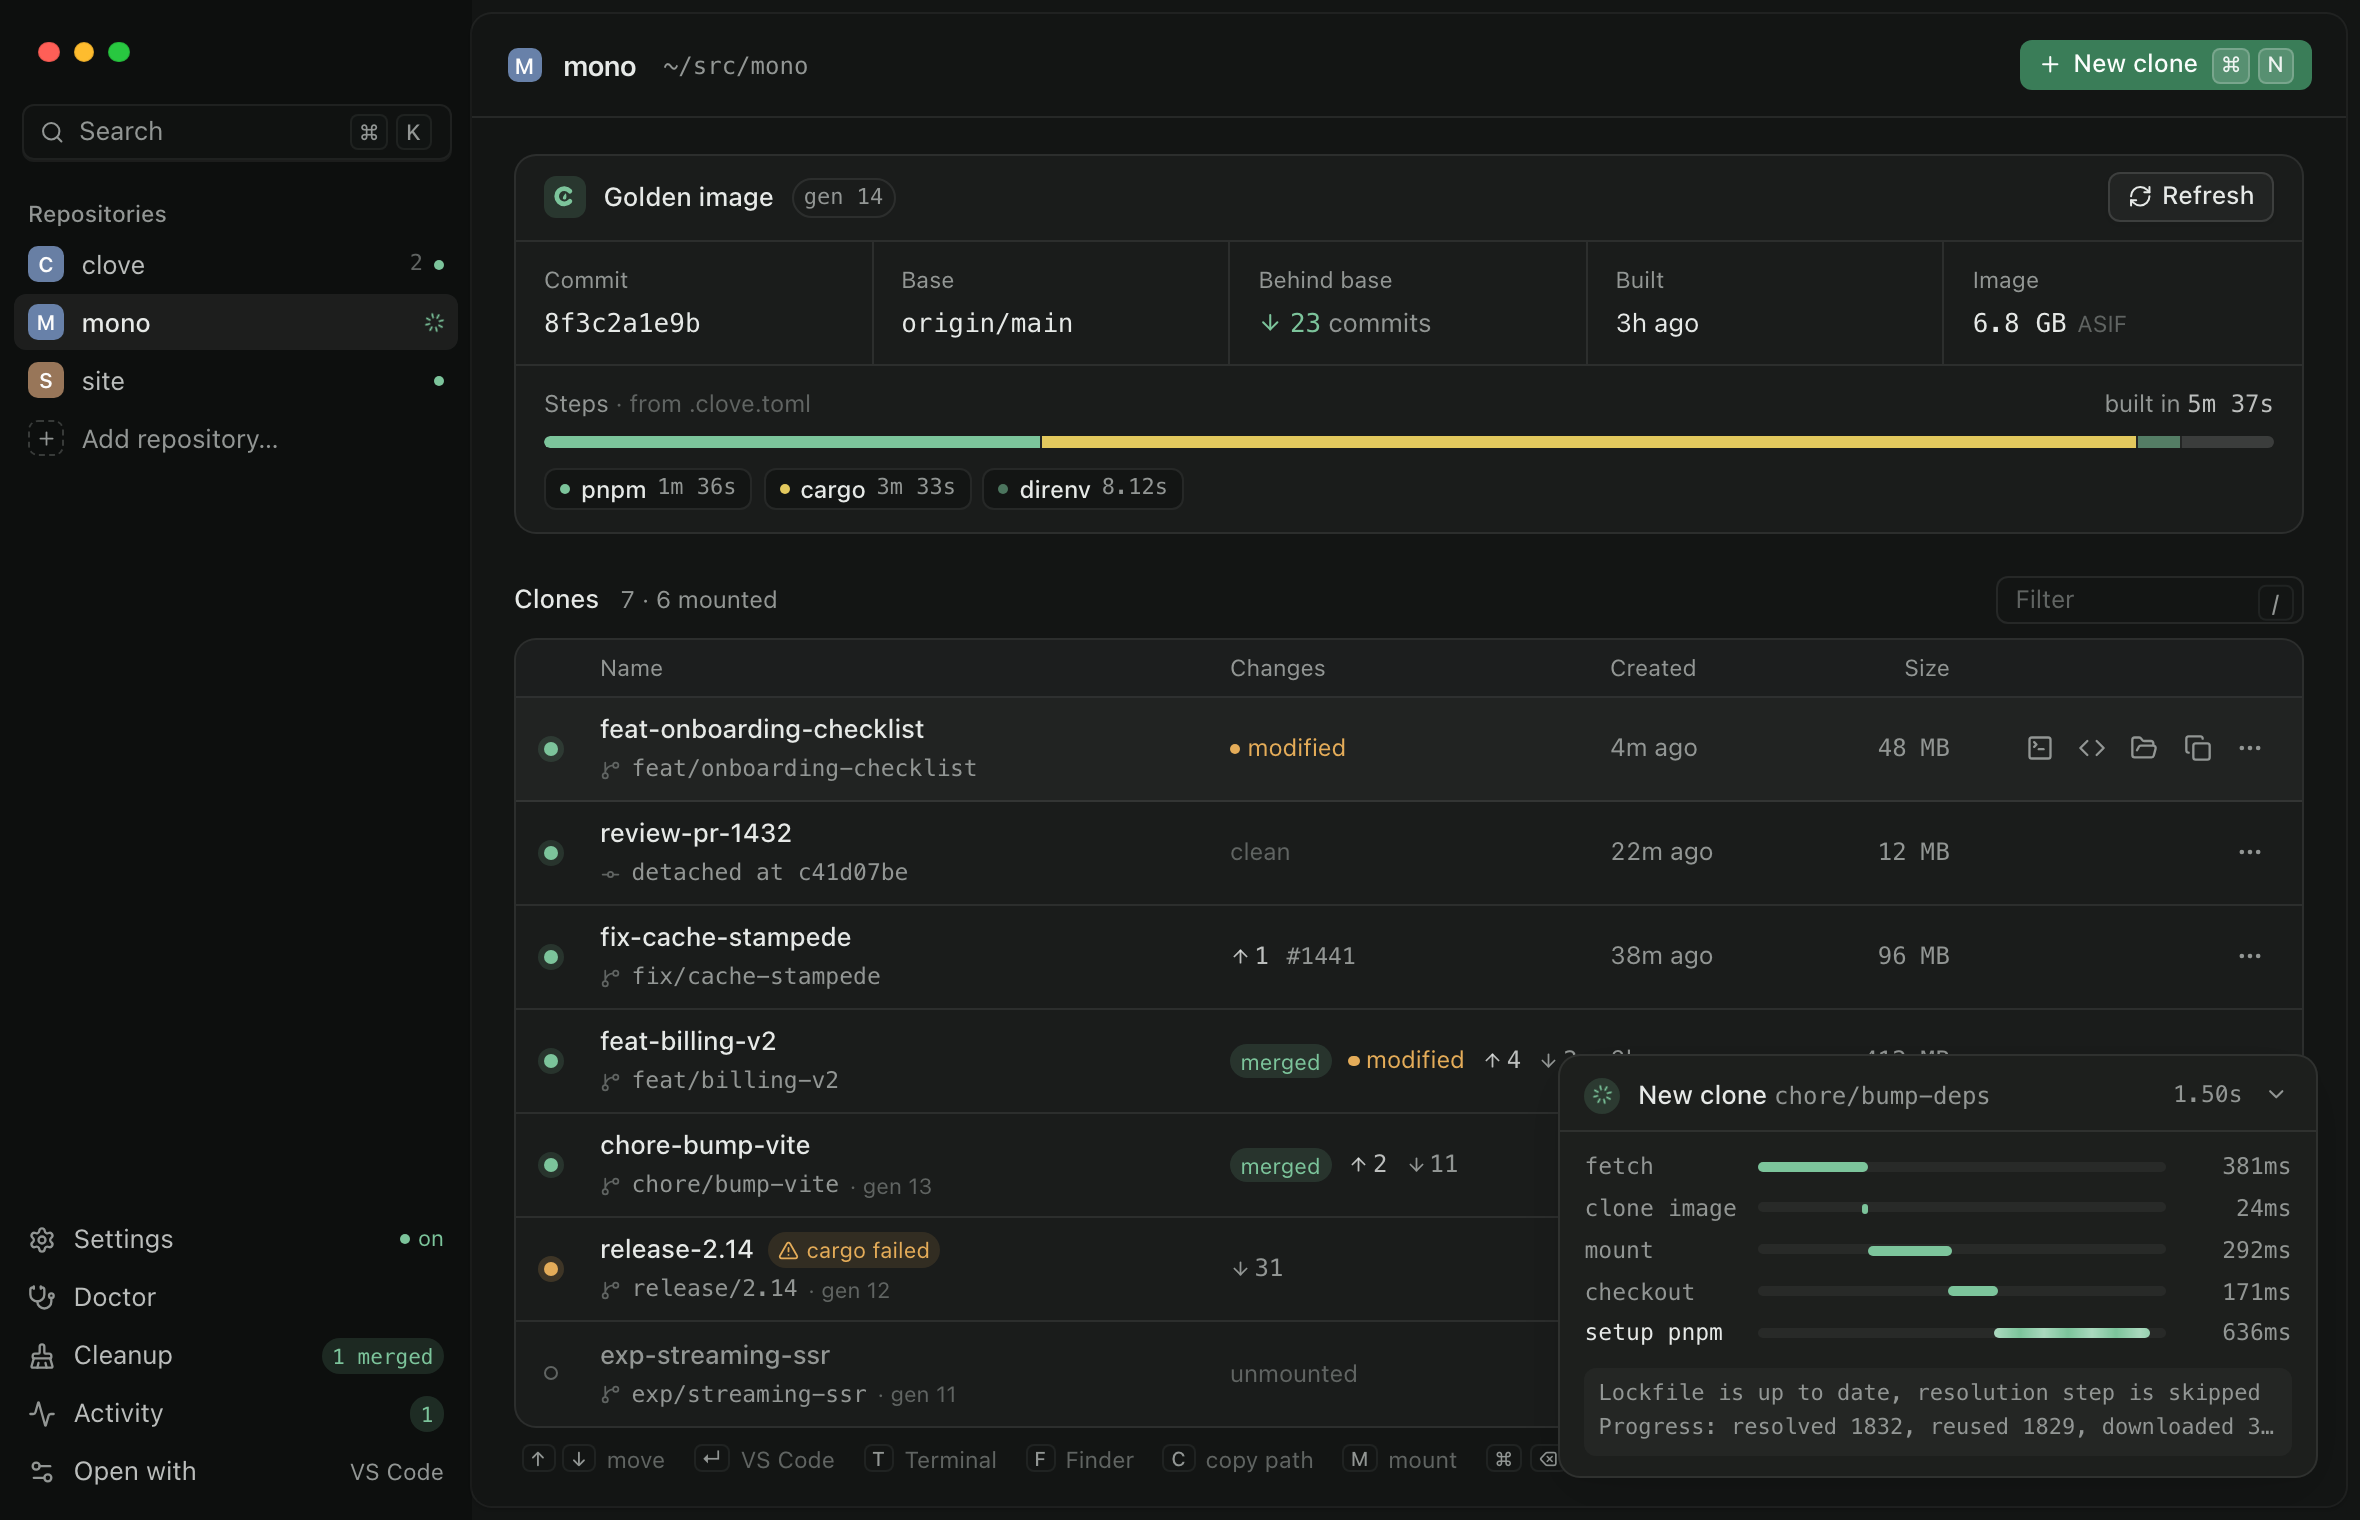 Search ⌘ K
Repositories
C clove 2
M mono
S site
+ Add repository...
Settings on
Doctor
Cleanup 1 merged
Activity 1
Open with VS Code
M mono ~/src/mono
+ New clone ⌘ N
Golden image gen 14
Refresh
Commit
8f3c2a1e9b
Base
origin/main
Behind base
↓ 23 commits
Built
3h ago
Image
6.8 GB ASIF
Steps · from .clove.toml
built in 5m 37s
pnpm 1m 36s
cargo 3m 33s
direnv 8.12s
Clones 7 · 6 mounted
Filter /
Name Changes Created Size
feat-onboarding-checklist
feat/onboarding-checklist
modified
4m ago
48 MB
review-pr-1432
detached at c41d07be
clean
22m ago
12 MB
fix-cache-stampede
fix/cache-stampede
↑1 #1441
38m ago
96 MB
feat-billing-v2
feat/billing-v2
merged modified ↑4 ↓
chore-bump-vite
chore/bump-vite · gen 13
merged ↑2 ↓11
release-2.14 cargo failed
release/2.14 · gen 12
↓31
exp-streaming-ssr
exp/streaming-ssr · gen 11
unmounted
↑ ↓ move ↵ VS Code T Terminal F Finder C copy path M mount ⌘ ⌫
New clone chore/bump-deps 1.50s
fetch 381ms
clone image 24ms
mount 292ms
checkout 171ms
setup pnpm 636ms
Lockfile is up to date, resolution step is skipped
Progress: resolved 1832, reused 1829, downloaded 3…